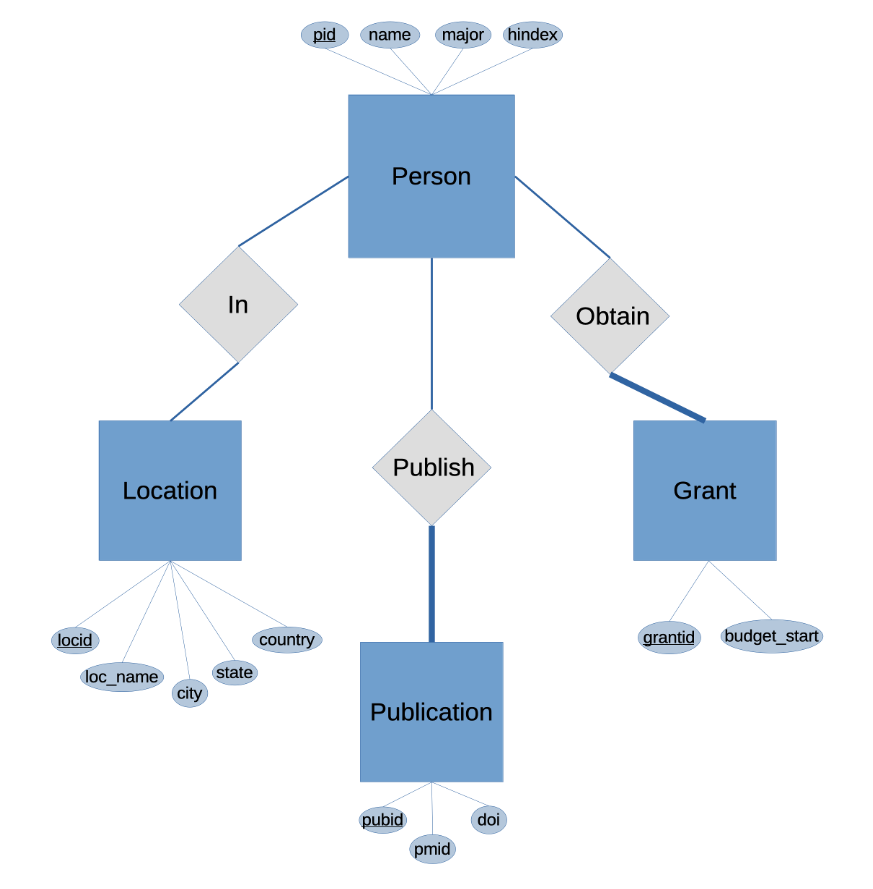 pid
name
major
hindex
Person
In
Obtain
Publish
Location
Grant
locid
loc_name
city
state
country
grantid
budget_start
Publication
pubid
pmid
doi